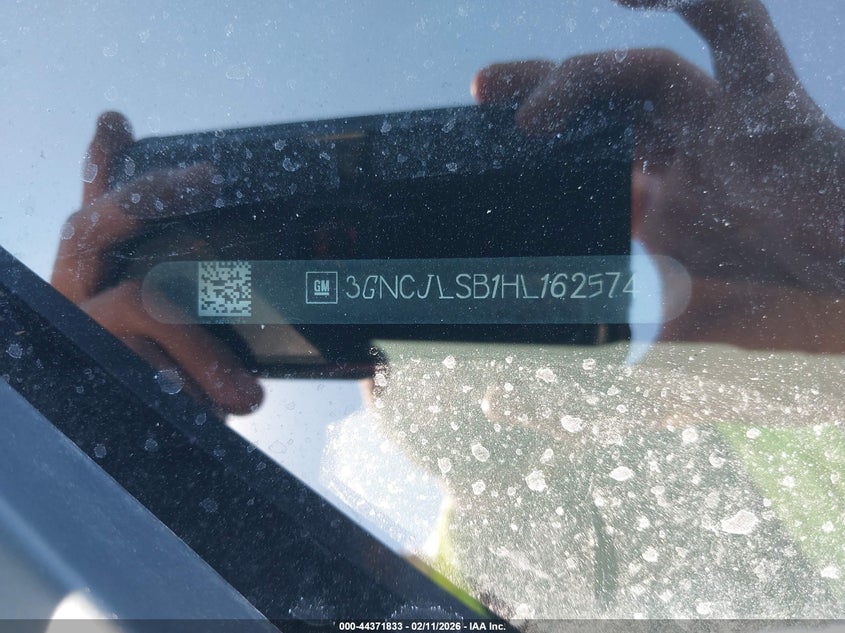 GM 3GNCJLSB1HL162574
000-44371833 - 02/11/2026 - IAA Inc.